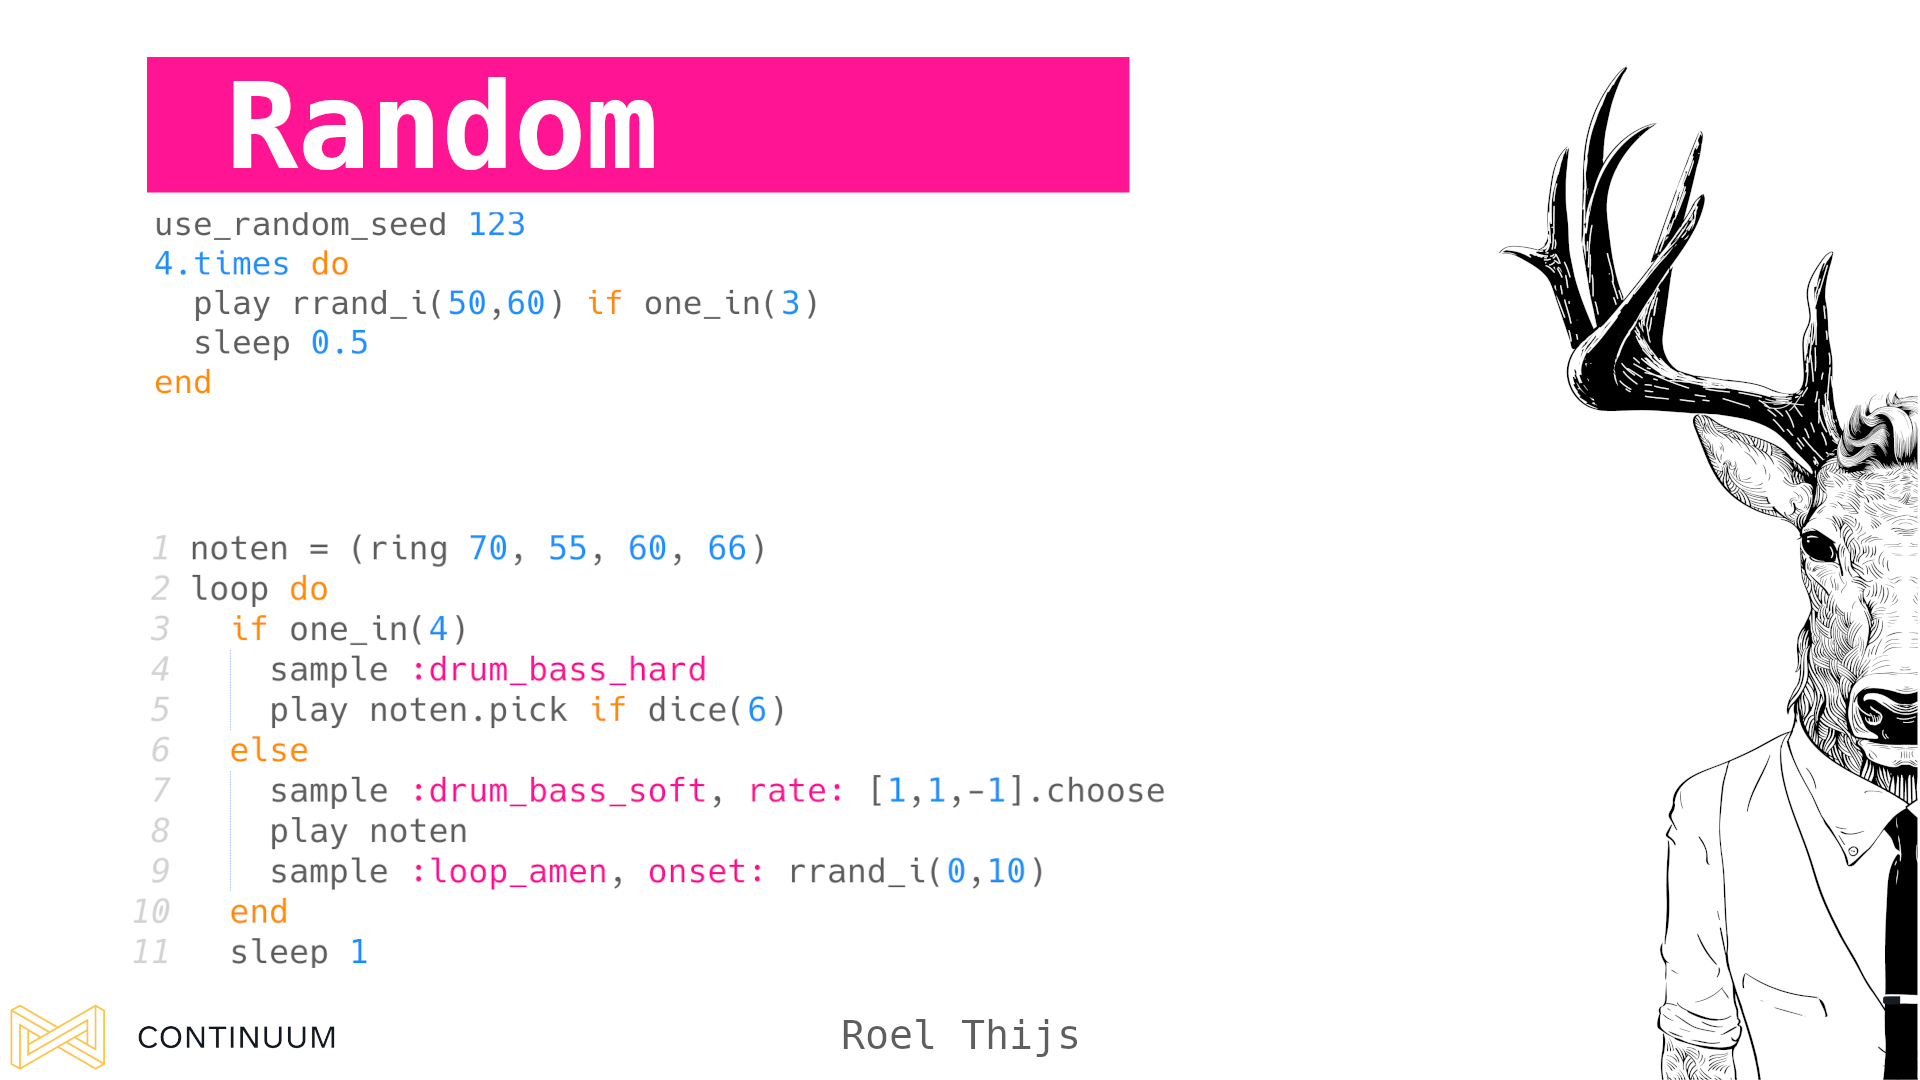 Random
use_random_seed 123
4.times do
  play rrand_i(50,60) if one_in(3)
  sleep 0.5
end
1 noten = (ring 70, 55, 60, 66)
2 loop do
3   if one_in(4)
4     sample :drum_bass_hard
5     play noten.pick if dice(6)
6   else
7     sample :drum_bass_soft, rate: [1,1,-1].choose
8     play noten
9     sample :loop_amen, onset: rrand_i(0,10)
10   end
11   sleep 1
CONTINUUM
Roel Thijs